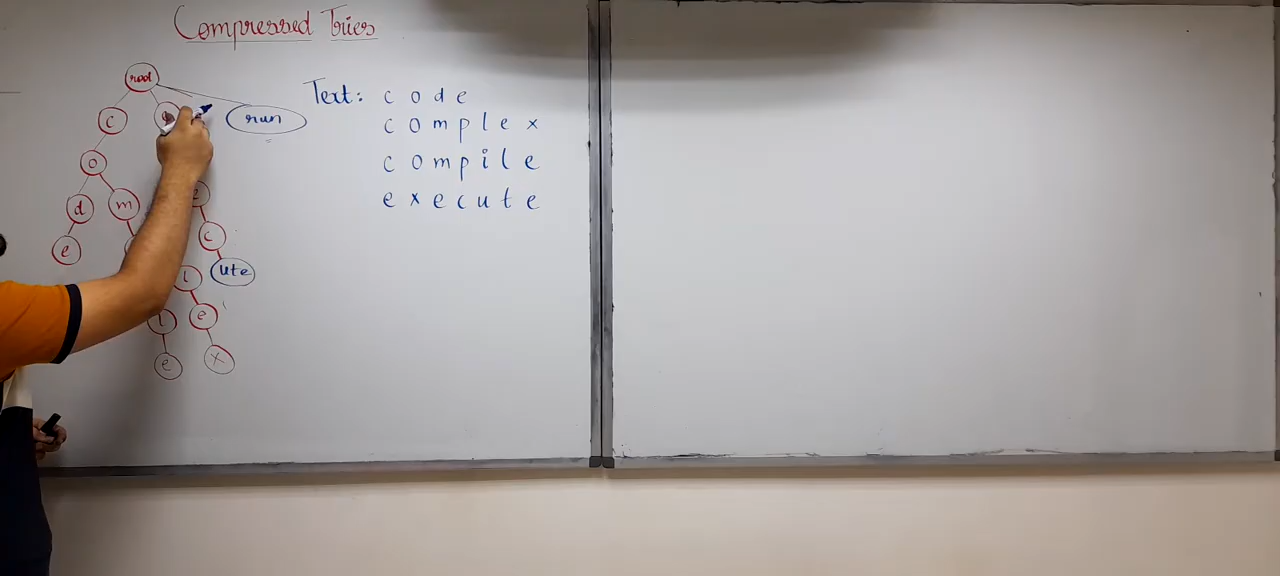 Compressed Tries
root
Text: code
c
run
complex
o
compile
d m e
execute
e c
l ute
l e
e x